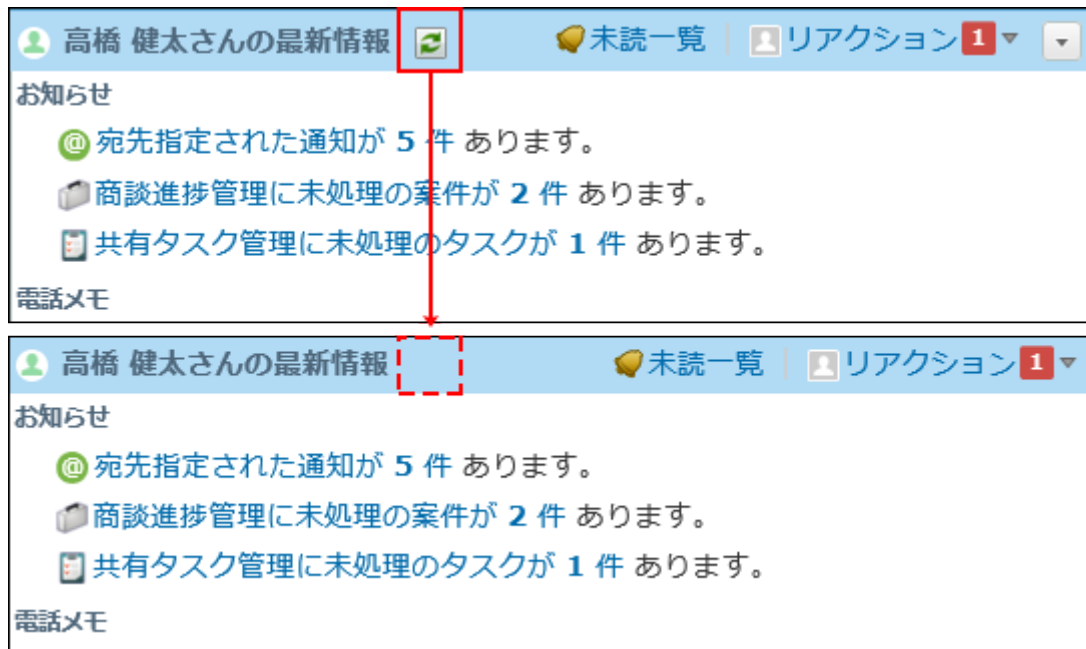 高橋 健太さんの最新情報 未読一覧 リアクション 1
お知らせ
@ 宛先指定された通知が 5 件 あります。
商談進捗管理に未処理の案件が 2 件 あります。
共有タスク管理に未処理のタスクが 1 件 あります。
電話メモ
高橋 健太さんの最新情報 未読一覧 リアクション 1
お知らせ
@ 宛先指定された通知が 5 件 あります。
商談進捗管理に未処理の案件が 2 件 あります。
共有タスク管理に未処理のタスクが 1 件 あります。
電話メモ